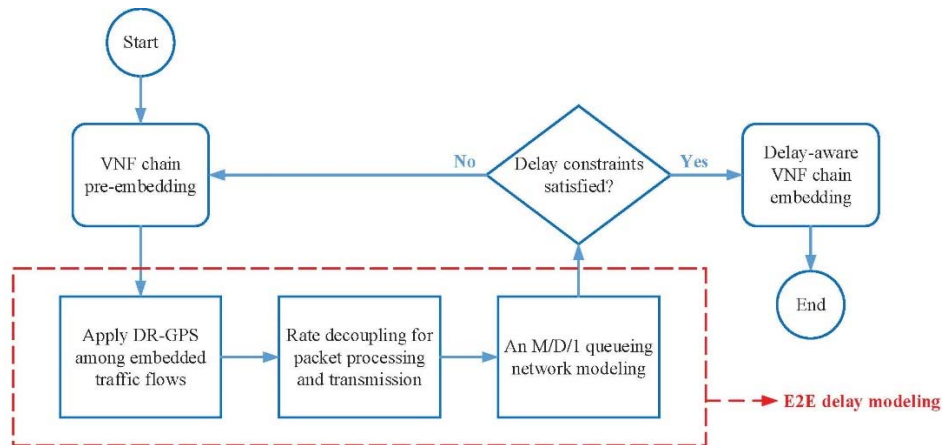 Start
VNF chain
pre-embedding
No
Delay constraints
satisfied?
Yes
Delay-aware
VNF chain
embedding
Apply DR-GPS
among embedded
traffic flows
Rate decoupling for
packet processing
and transmission
An M/D/1 queueing
network modeling
End
E2E delay modeling